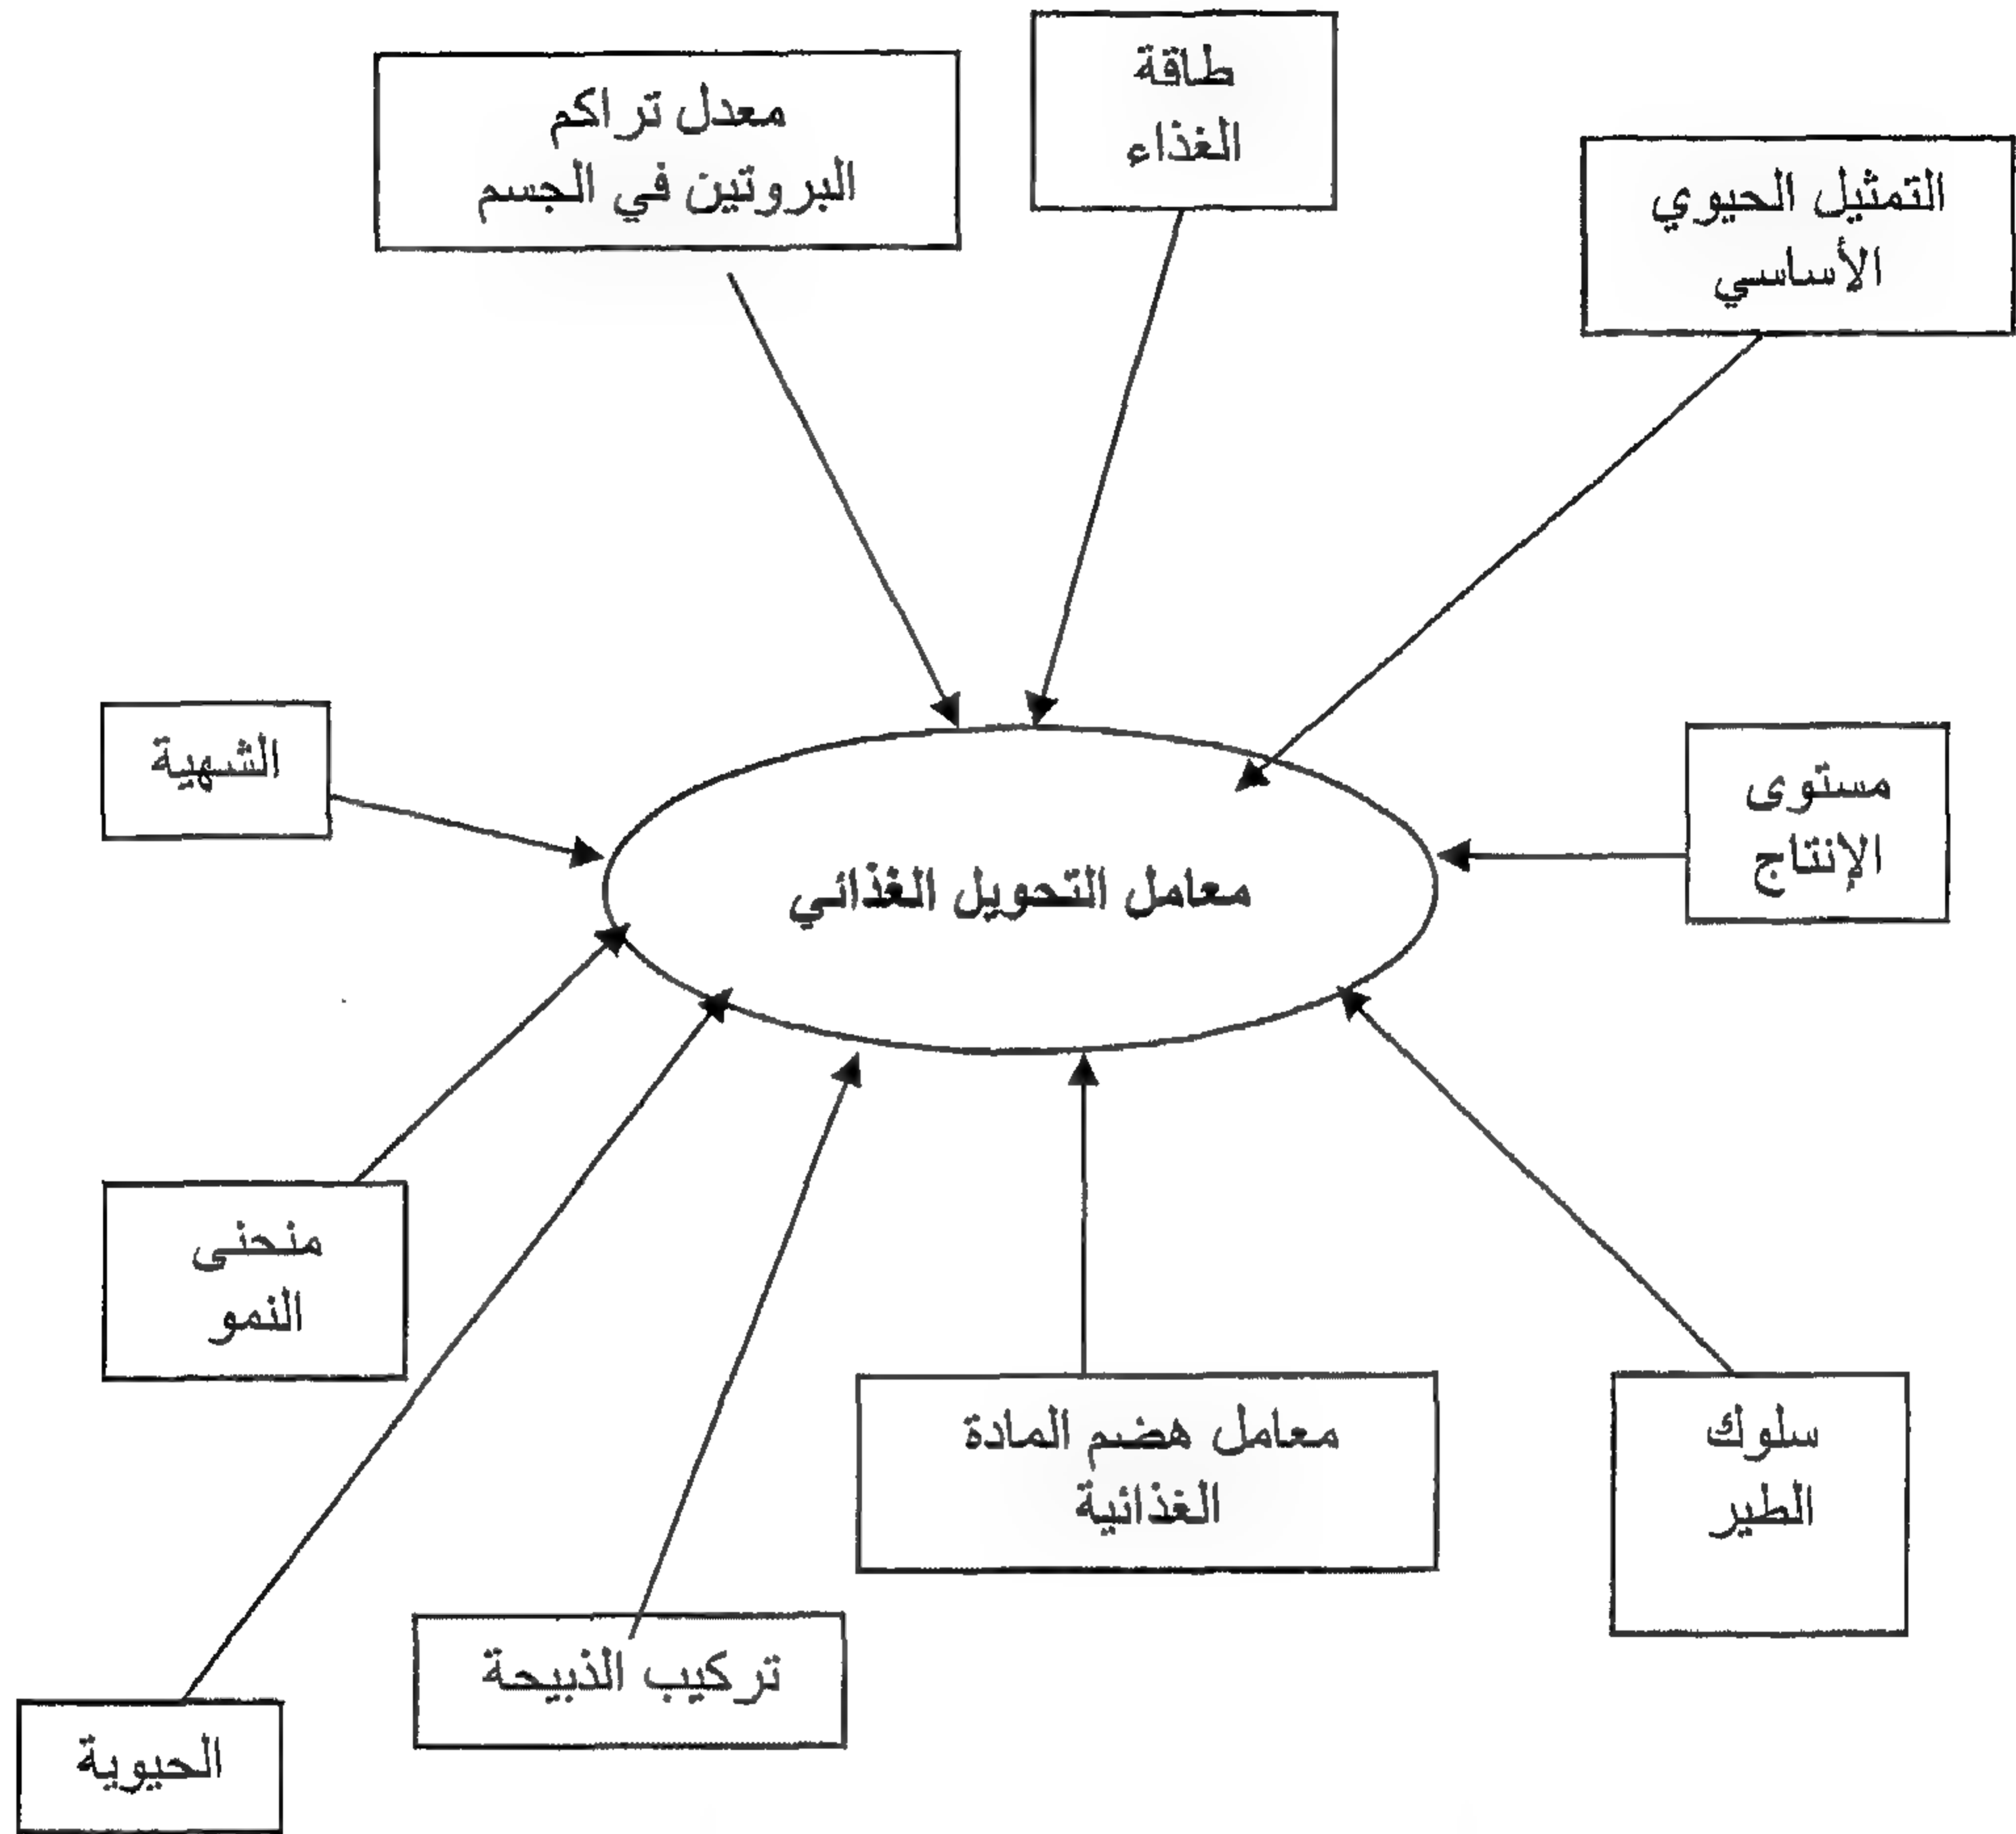 طاقة
الغذاء
معدل تراكم
البروتين في الجسم
التمثيل الحيوي
الأساسي
الشهية
مستوى
الإنتاج
معامل التحويل الغذائي
منحنى
النمو
معامل هضم المادة
الغذائية
سلوك
الطير
تركيب الذبيحة
الحيوية